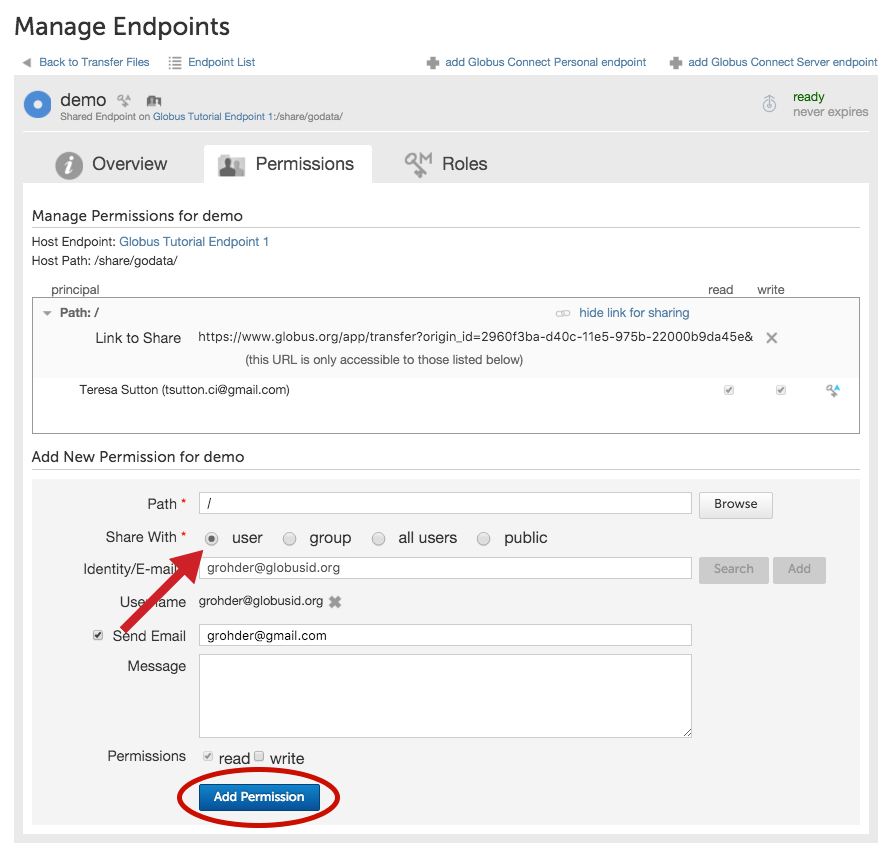 Manage Endpoints
Back to Transfer Files Endpoint List add Globus Connect Personal endpoint add Globus Connect Server endpoint
demo ready
Shared Endpoint on Globus Tutorial Endpoint 1:/share/godata/ never expires
Overview Permissions Roles
Manage Permissions for demo
Host Endpoint: Globus Tutorial Endpoint 1
Host Path: /share/godata/
principal read write
Path: / hide link for sharing
Link to Share https://www.globus.org/app/transfer?origin_id=2960f3ba-d40c-11e5-975b-22000b9da45e&
(this URL is only accessible to those listed below)
Teresa Sutton (tsutton.ci@gmail.com)
Add New Permission for demo
Path * / Browse
Share With * user group all users public
Identity/E-mail grohder@globusid.org Search Add
Username grohder@globusid.org
Send Email grohder@gmail.com
Message
Permissions read write
Add Permission